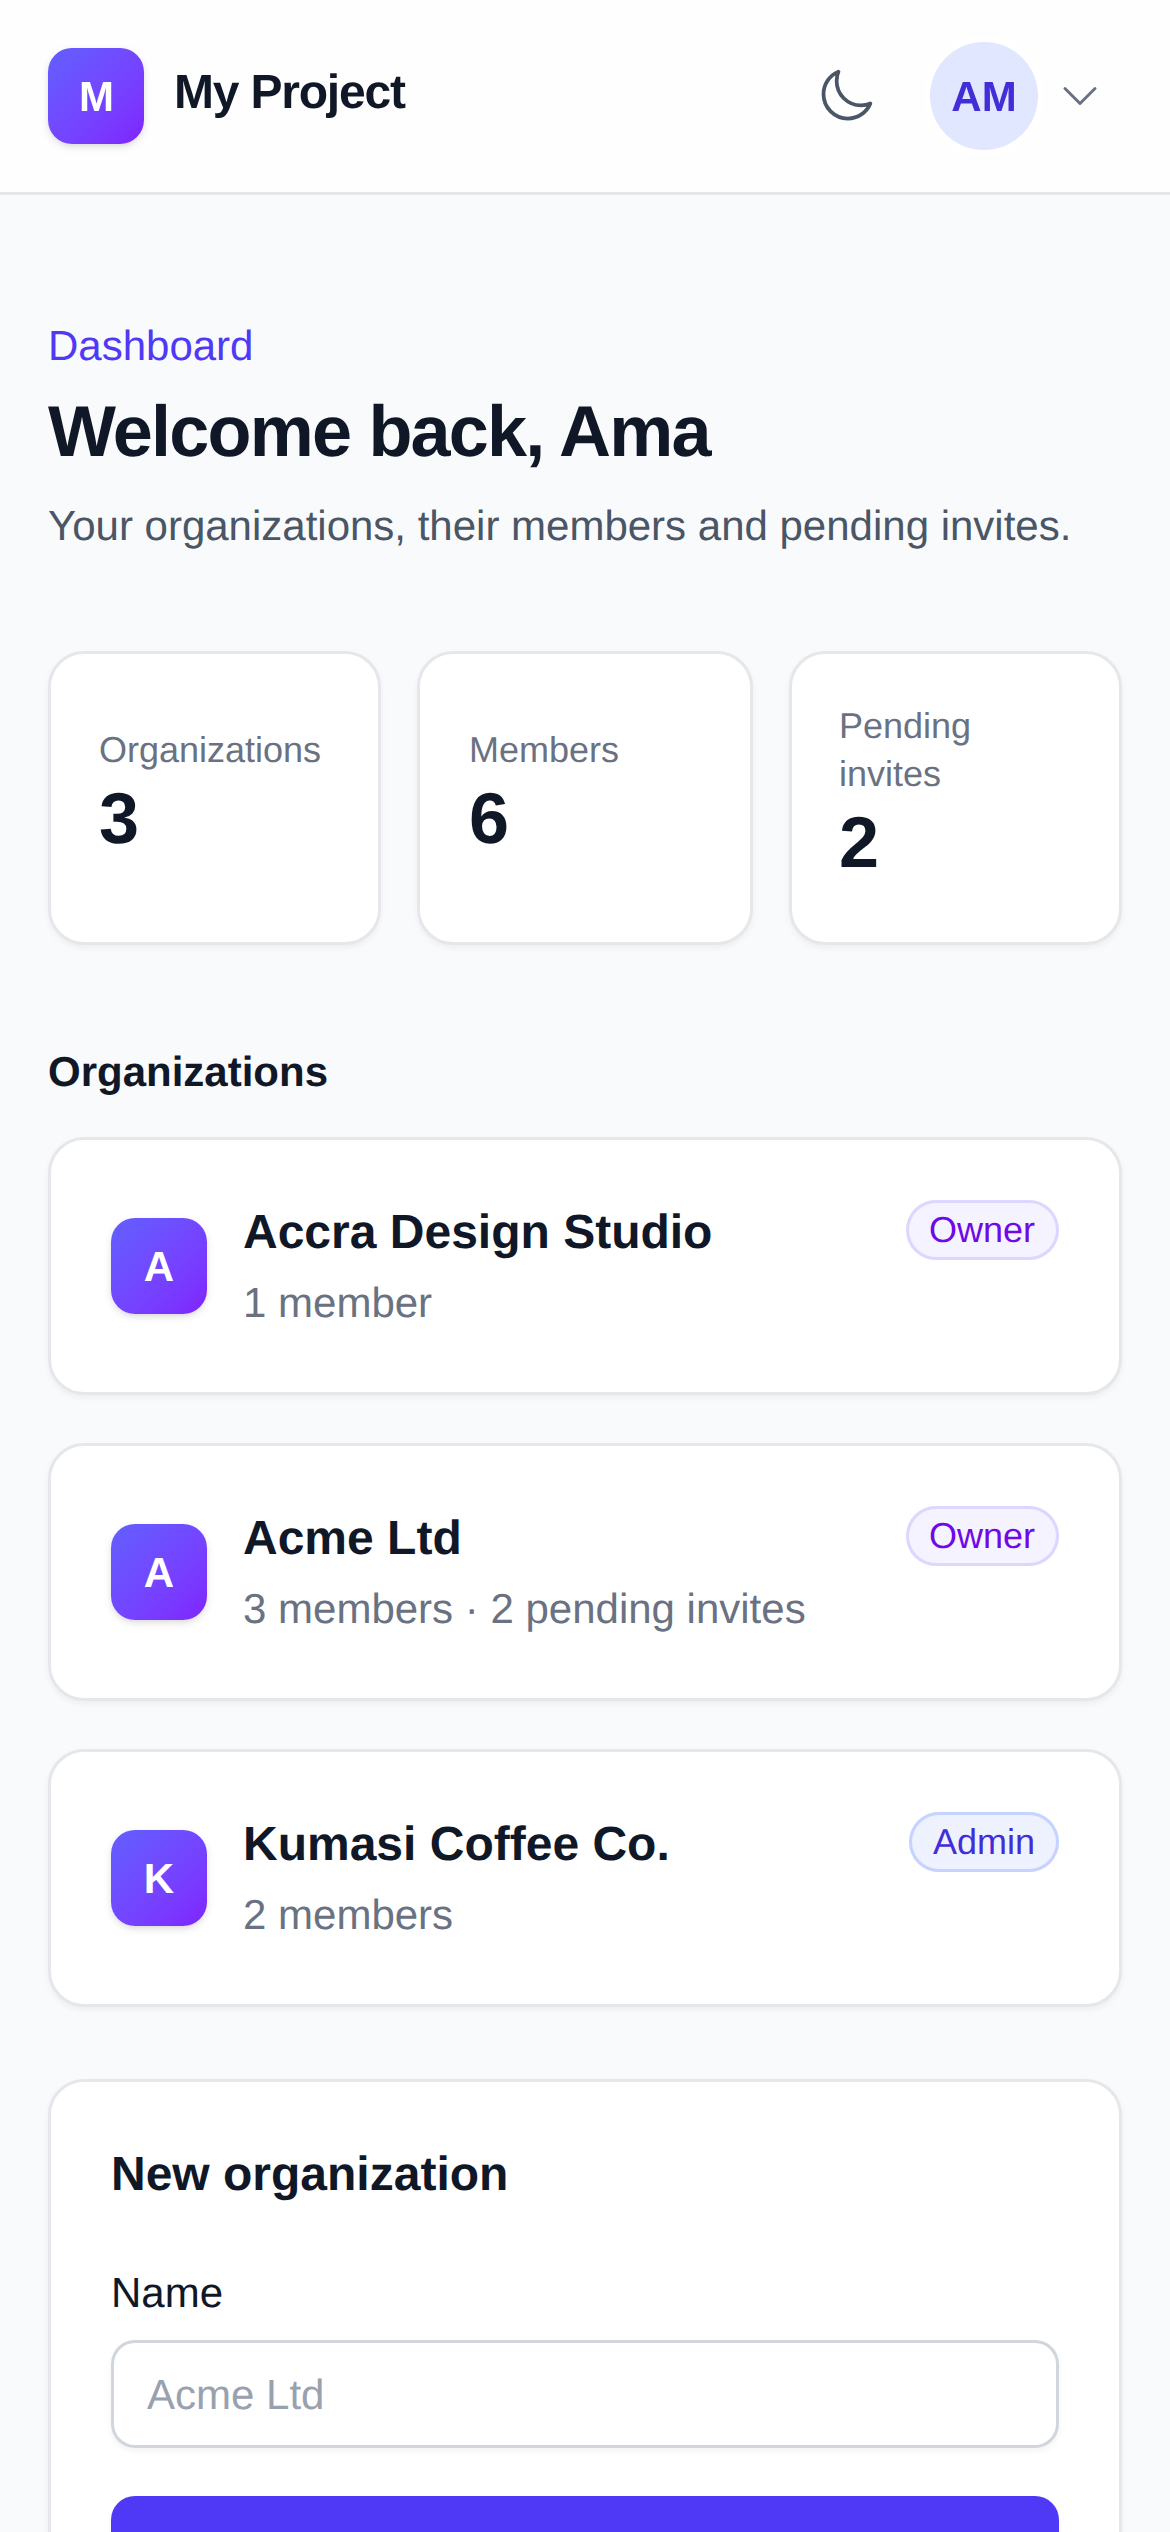 M
My Project
AM
Dashboard
Welcome back, Ama
Your organizations, their members and pending invites.
Organizations
3
Members
6
Pending
invites
2
Organizations
A
Accra Design Studio
Owner
1 member
A
Acme Ltd
Owner
3 members · 2 pending invites
K
Kumasi Coffee Co.
Admin
2 members
New organization
Name
Acme Ltd